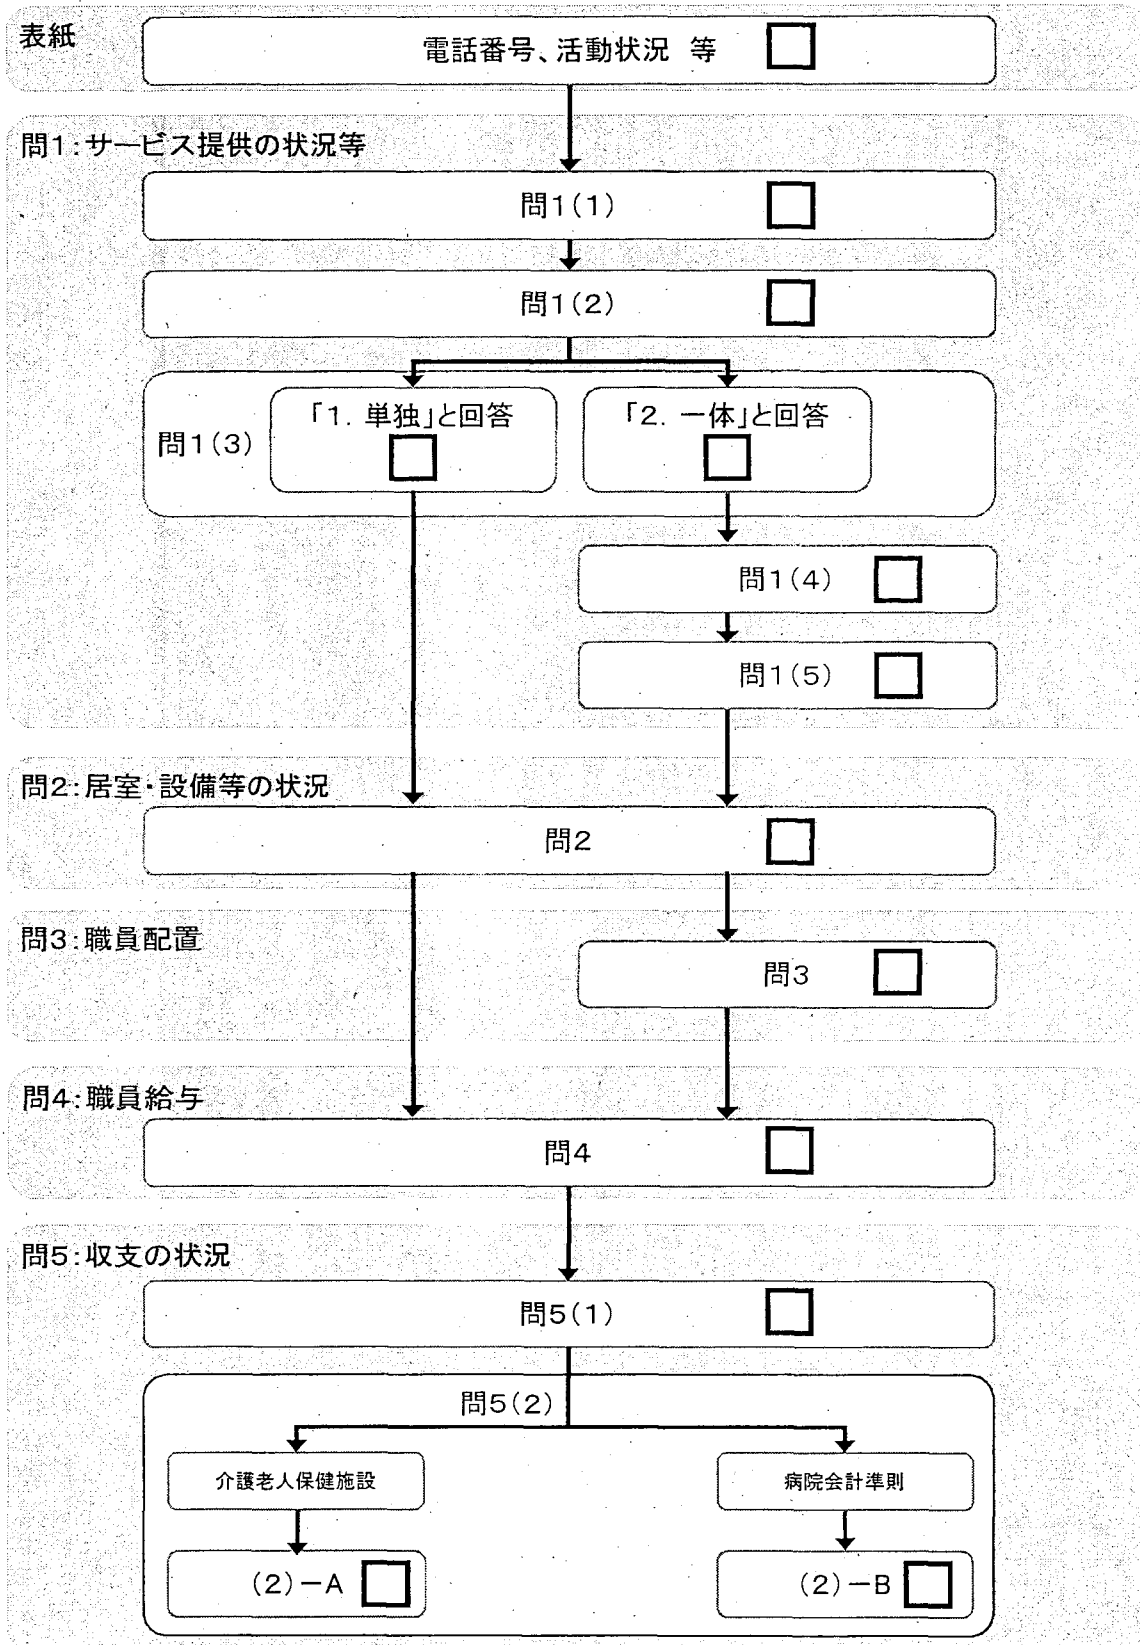 表紙
電話番号、活動状況 等
問1:サービス提供の状況等
問1(1)
問1(2)
問1(3)
「1. 単独」と回答
「2. 一体」と回答
問1(4)
問1(5)
問2:居室・設備等の状況
問2
問3:職員配置
問3
問4:職員給与
問4
問5:収支の状況
問5(1)
問5(2)
介護老人保健施設
病院会計準則
(2)-A
(2)-B